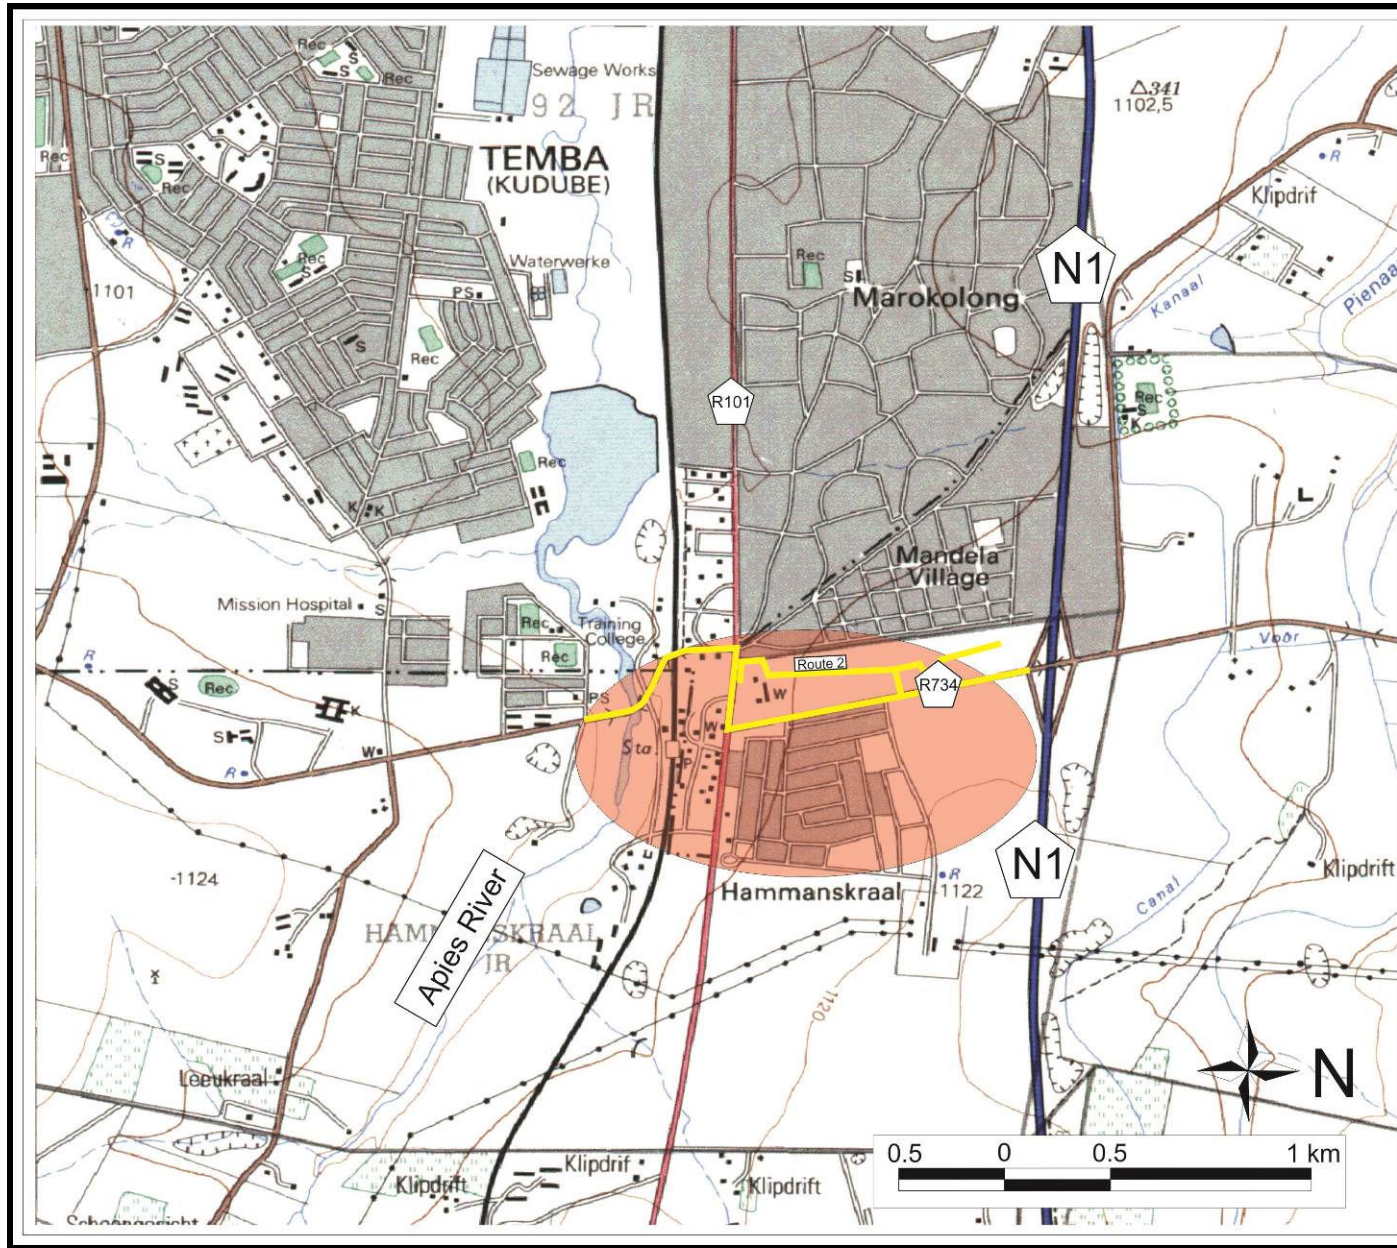 Rec
S
Rec
Sewage Works
92 JR
△341
1102,5
Rec
S
Rec
TEMBA
(KUDUBE)
R
Klipdrif
R
Rec
S
Waterwerke
Rec
S
N1
Kanaal
Pienaa
1101
PS
Marokolong
S
Rec
R101
Rec
S
K
Rec
K
K
Mandela
Village
Mission Hospital
S
Rec
Training
College
Voor
R
Rec
Route 2
S
Rec
PS
W
R734
K
S
W
W
Sta.
P
R
N1
Klipdrift
-1124
Hammanskraal
R
1122
Canal
Apies River
HAM
SKRAAL
JR
1120
N
Leeukraal
0.5 0 0.5 1 km
Klipdrift
Klipdrif
Klipdrift